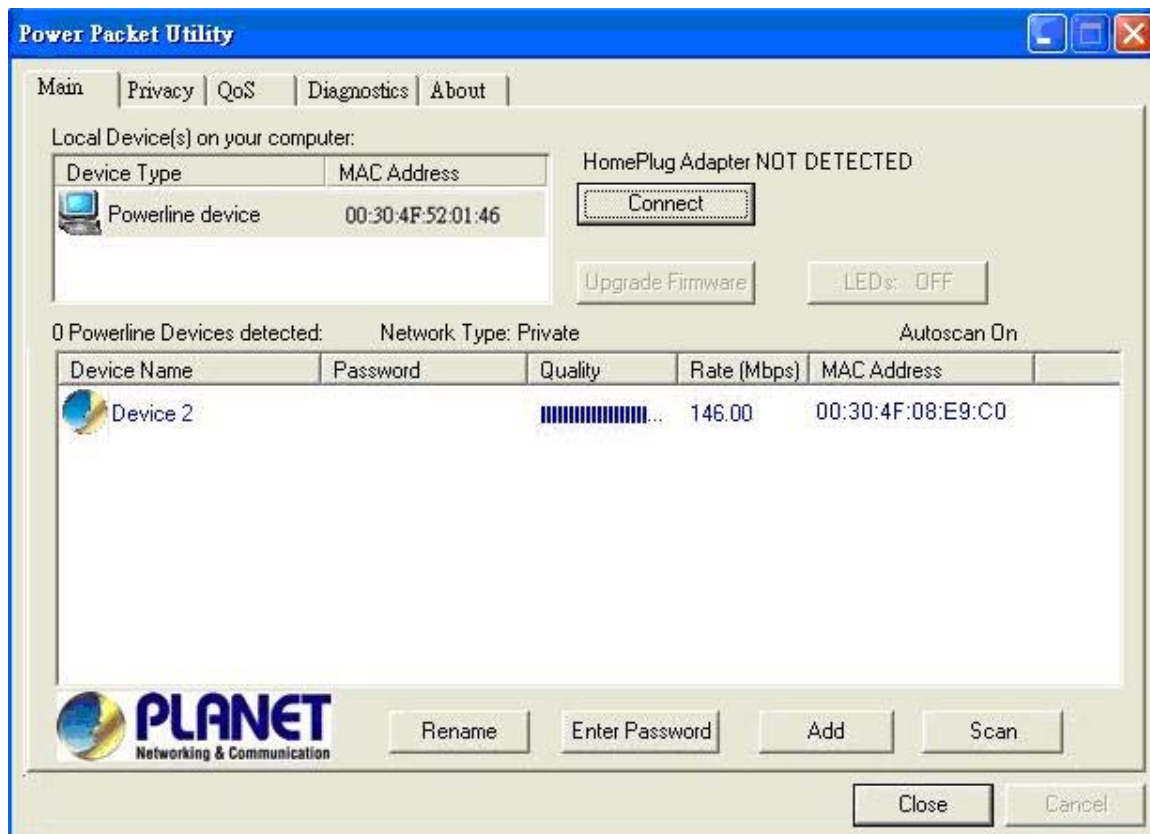 Power Packet Utility
Main Privacy QoS Diagnostics About
Local Device(s) on your computer:
Device Type MAC Address
Powerline device 00:30:4F:52:01:46
HomePlug Adapter NOT DETECTED
Connect
Upgrade Firmware LEDs: OFF
0 Powerline Devices detected: Network Type: Private Autoscan On
Device Name Password Quality Rate (Mbps) MAC Address
Device 2 ... 146.00 00:30:4F:08:E9:C0
PLANET
Networking & Communication
Rename Enter Password Add Scan
Close Cancel